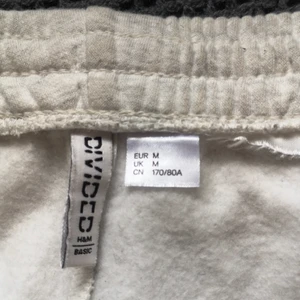 DIVIDED
H&M
BASIC
EUR M
UK M
CN 170/80A